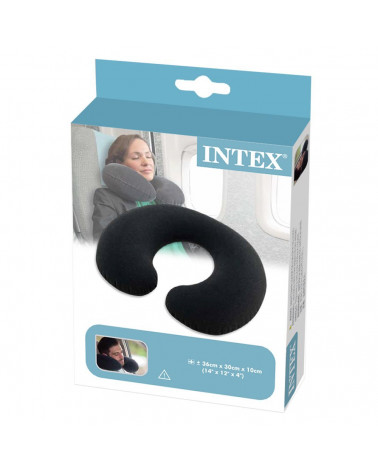 INTEX
± 36cm x 30cm x 10cm
(14" x 12" x 4")
INTEX